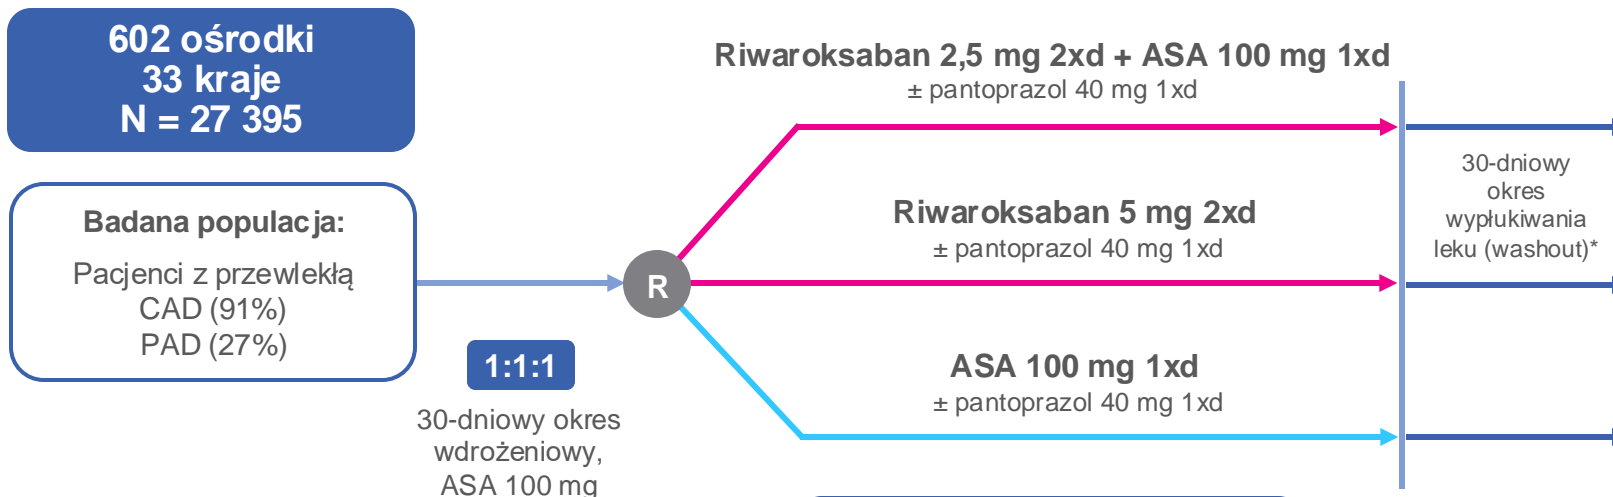 602 ośrodki
33 kraje
N = 27 395
Badana populacja:
Pacjenci z przewlekłą
CAD (91%)
PAD (27%)
1:1:1
30-dniowy okres
wdrożeniowy,
ASA 100 mg
R
Riwaroksaban 2,5 mg 2xd + ASA 100 mg 1xd
± pantoprazol 40 mg 1xd
Riwaroksaban 5 mg 2xd
± pantoprazol 40 mg 1xd
ASA 100 mg 1xd
± pantoprazol 40 mg 1xd
30-dniowy
okres
wypłukiwania
leku (washout)*